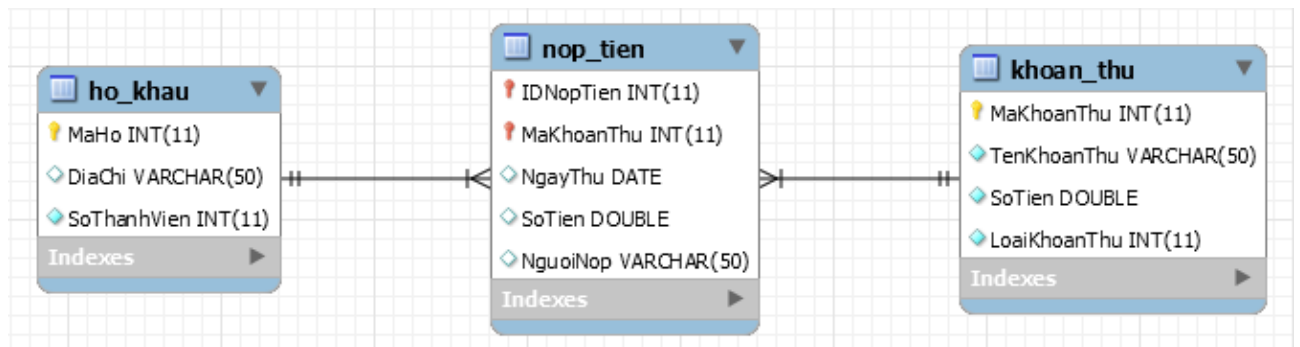 ho_khau
MaHo INT(11)
DiaChi VARCHAR(50)
SoThanhVien INT(11)
Indexes
nop_tien
IDNopTien INT(11)
MaKhoanThu INT(11)
NgayThu DATE
SoTien DOUBLE
NguoiNop VARCHAR(50)
Indexes
khoan_thu
MaKhoanThu INT(11)
TenKhoanThu VARCHAR(50)
SoTien DOUBLE
LoaiKhoanThu INT(11)
Indexes